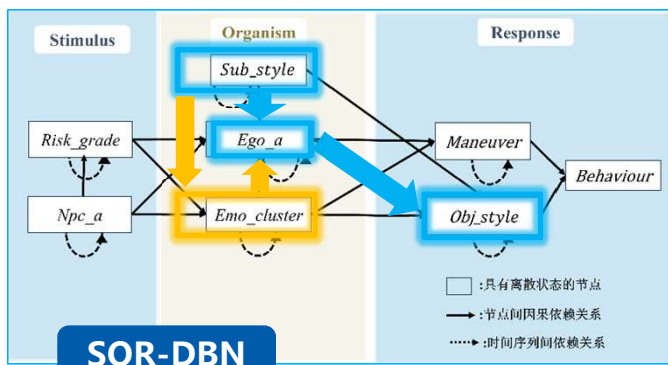 Stimulus
Organism
Response
Sub_style
Risk_grade
Ego_a
Maneuver
Behaviour
Npc_a
Emo_cluster
Obj_style
:具有离散状态的节点
:节点间因果依赖关系
:时间序列间依赖关系
SOR-DBN